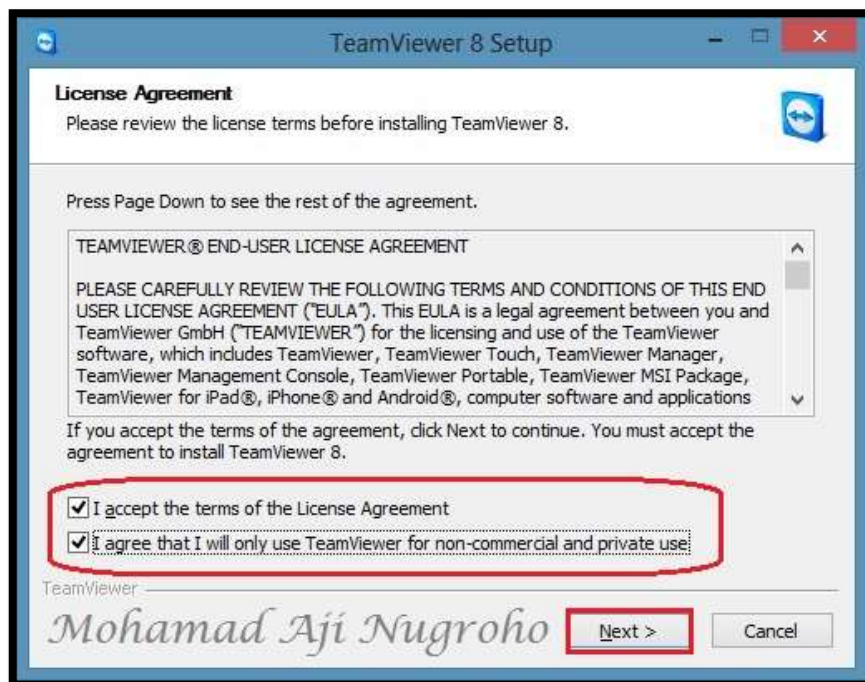 TeamViewer 8 Setup
License Agreement
Please review the license terms before installing TeamViewer 8.
Press Page Down to see the rest of the agreement.
TEAMVIEWER® END-USER LICENSE AGREEMENT
PLEASE CAREFULLY REVIEW THE FOLLOWING TERMS AND CONDITIONS OF THIS END
USER LICENSE AGREEMENT ("EULA"). This EULA is a legal agreement between you and
TeamViewer GmbH ("TEAMVIEWER") for the licensing and use of the TeamViewer
software, which includes TeamViewer, TeamViewer Touch, TeamViewer Manager,
TeamViewer Management Console, TeamViewer Portable, TeamViewer MSI Package,
TeamViewer for iPad®, iPhone® and Android®, computer software and applications
If you accept the terms of the agreement, click Next to continue. You must accept the
agreement to install TeamViewer 8.
I accept the terms of the License Agreement
I agree that I will only use TeamViewer for non-commercial and private use
TeamViewer
Mohamad Aji Nugroho
Next >
Cancel